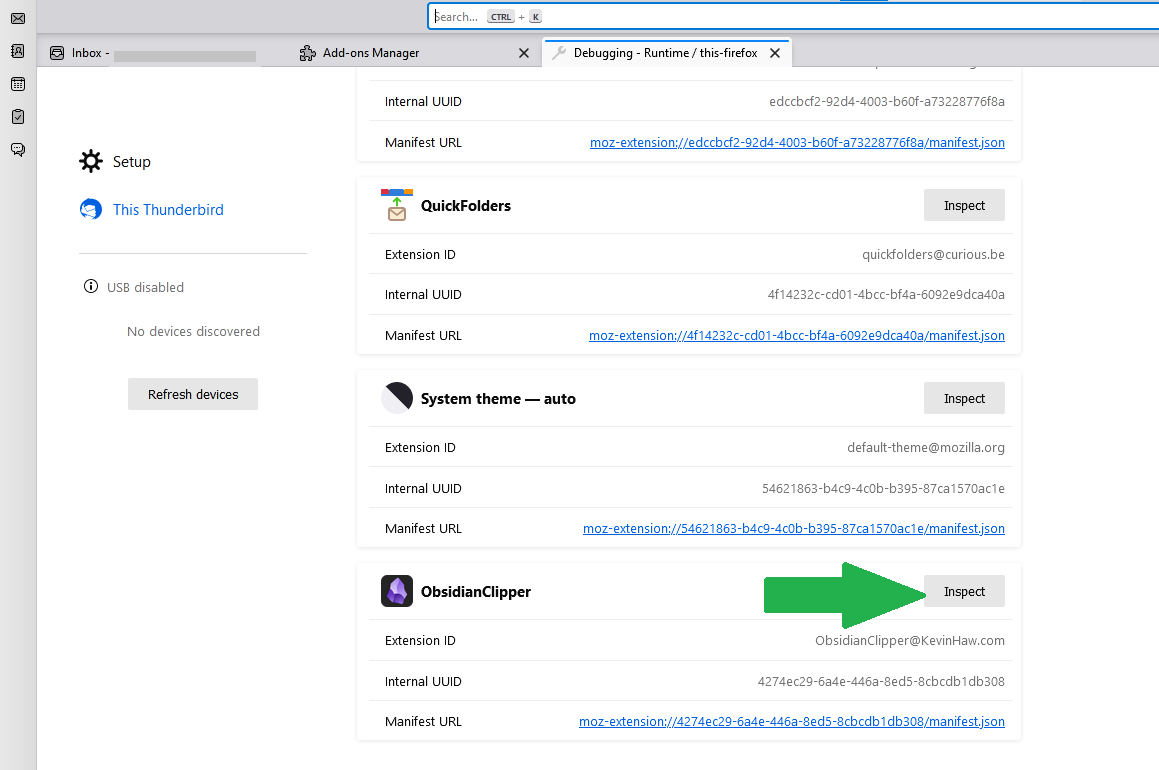 Search... CTRL + K
Inbox -
Add-ons Manager
Debugging - Runtime / this-firefox
Setup
This Thunderbird
USB disabled
No devices discovered
Refresh devices
Internal UUID edccbcf2-92d4-4003-b60f-a73228776f8a
Manifest URL moz-extension://edccbcf2-92d4-4003-b60f-a73228776f8a/manifest.json
QuickFolders Inspect
Extension ID quickfolders@curious.be
Internal UUID 4f14232c-cd01-4bcc-bf4a-6092e9dca40a
Manifest URL moz-extension://4f14232c-cd01-4bcc-bf4a-6092e9dca40a/manifest.json
System theme — auto Inspect
Extension ID default-theme@mozilla.org
Internal UUID 54621863-b4c9-4c0b-b395-87ca1570ac1e
Manifest URL moz-extension://54621863-b4c9-4c0b-b395-87ca1570ac1e/manifest.json
ObsidianClipper Inspect
Extension ID ObsidianClipper@KevinHaw.com
Internal UUID 4274ec29-6a4e-446a-8ed5-8cbcdb1db308
Manifest URL moz-extension://4274ec29-6a4e-446a-8ed5-8cbcdb1db308/manifest.json